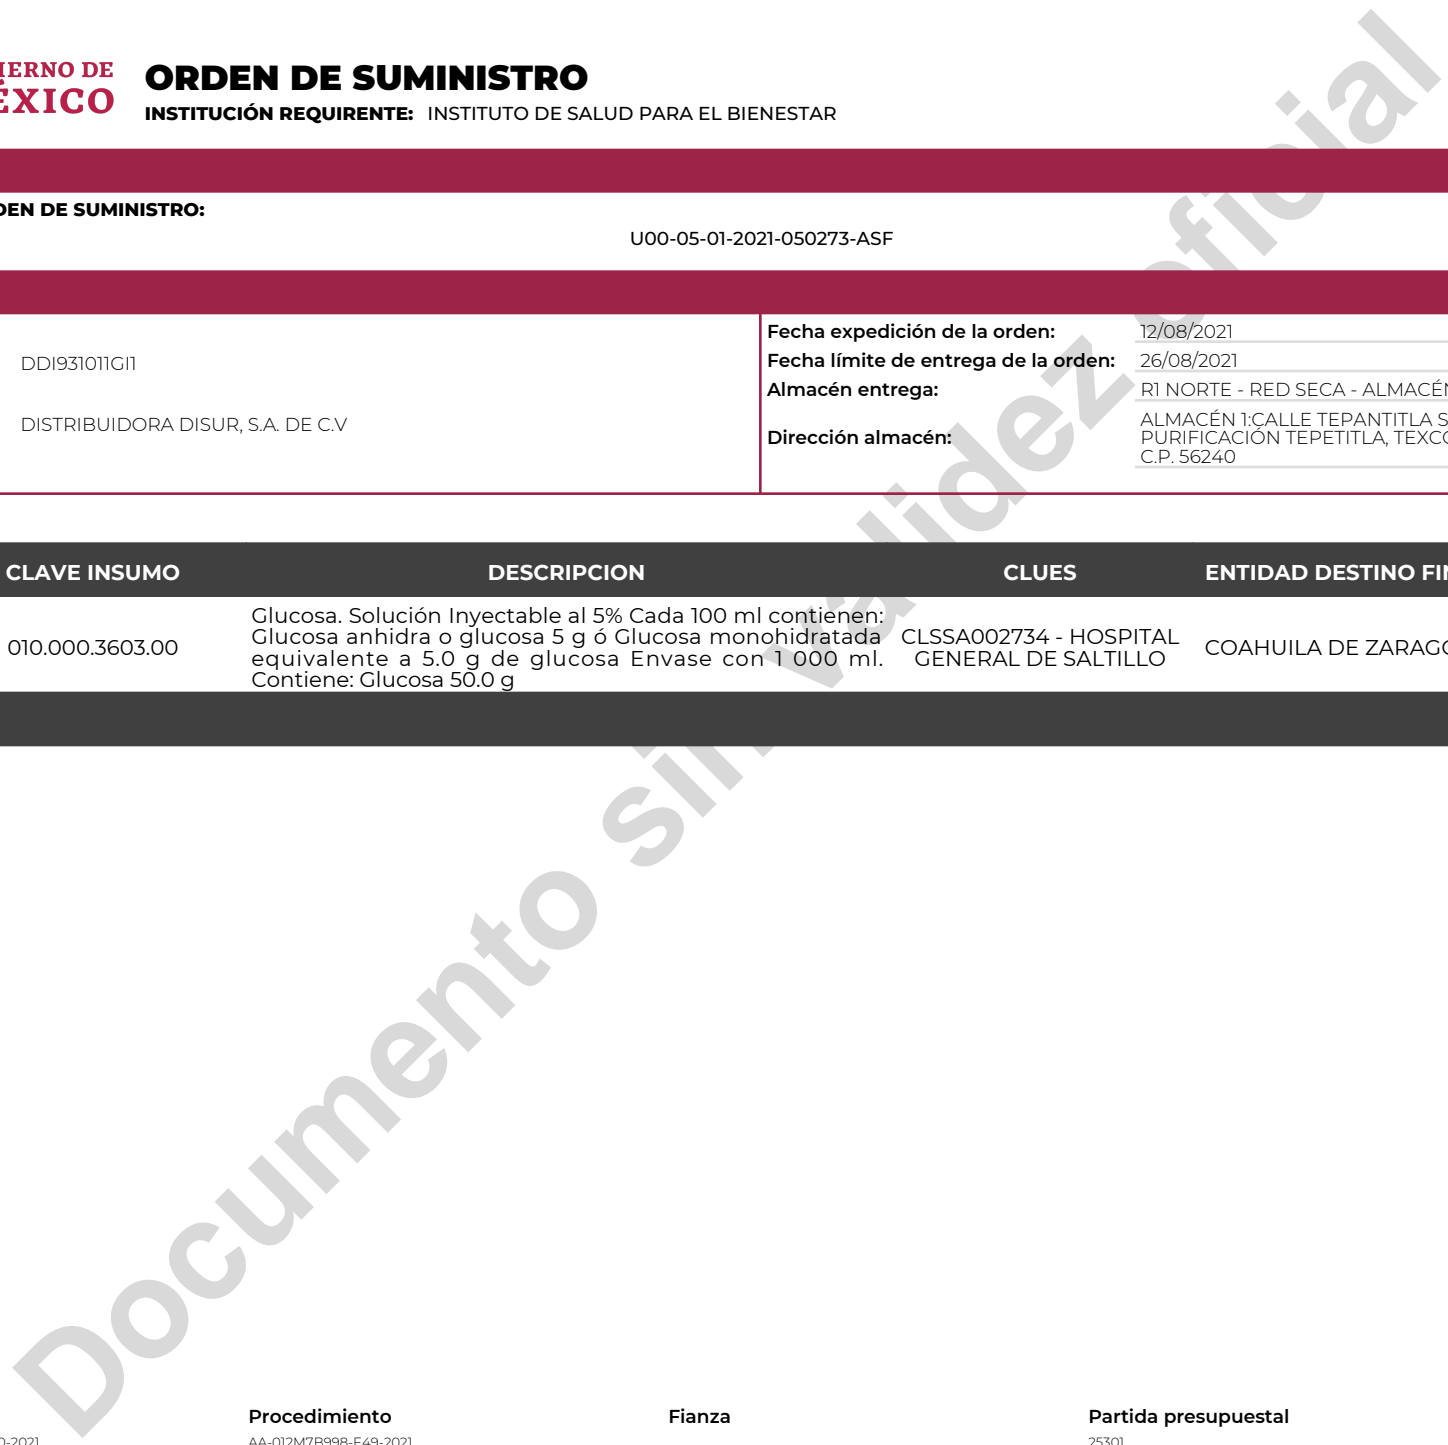 IERNO DE
ÉXICO
ORDEN DE SUMINISTRO
INSTITUCIÓN REQUIRENTE: INSTITUTO DE SALUD PARA EL BIENESTAR
DEN DE SUMINISTRO:
U00-05-01-2021-050273-ASF
DDI931011GI1
DISTRIBUIDORA DISUR, S.A. DE C.V
Fecha expedición de la orden: 12/08/2021
Fecha límite de entrega de la orden: 26/08/2021
Almacén entrega: R1 NORTE - RED SECA - ALMACÉN
Dirección almacén:
ALMACÉN 1:CALLE TEPANTITLA S
PURIFICACIÓN TEPETITLA, TEXCO
C.P. 56240
CLAVE INSUMO DESCRIPCION CLUES ENTIDAD DESTINO FIN
010.000.3603.00
Glucosa. Solución Inyectable al 5% Cada 100 ml contienen:
Glucosa anhidra o glucosa 5 g ó Glucosa monohidratada
equivalente a 5.0 g de glucosa Envase con 1 000 ml.
Contiene: Glucosa 50.0 g
CLSSA002734 - HOSPITAL
GENERAL DE SALTILLO
COAHUILA DE ZARAGO
Documento sin validez oficial
Procedimiento Fianza Partida presupuestal
0-2021 AA-012M7B998-E49-2021 25301